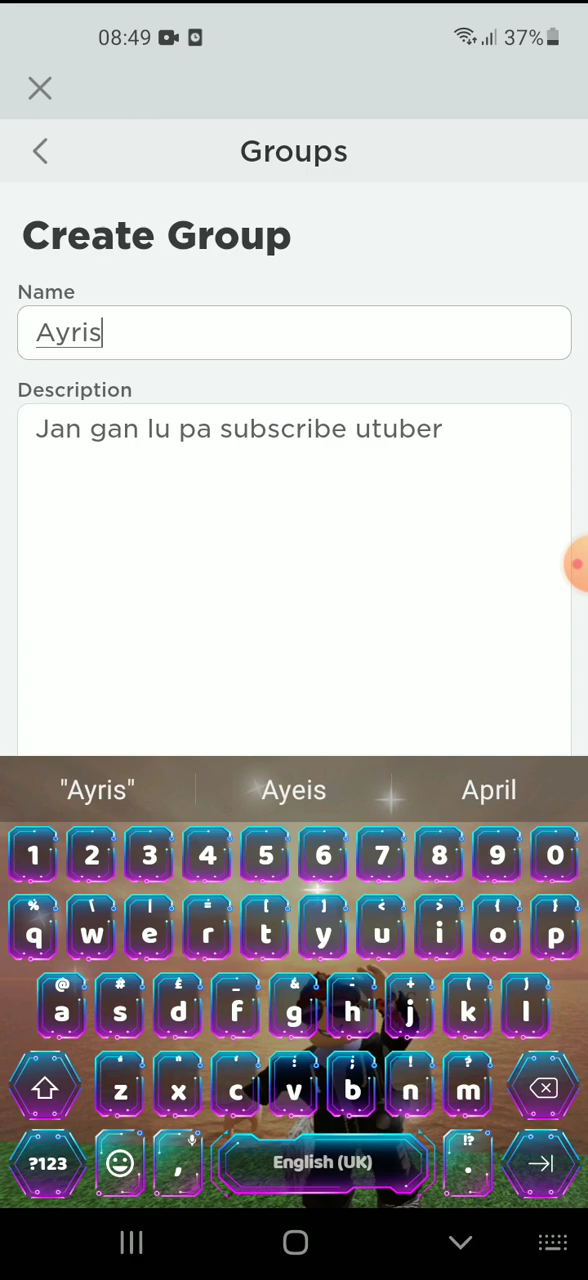 08:49
37%
Groups
Create Group
Name
Ayris
Description
Jan gan lu pa subscribe utuber
"Ayris" Ayeis April
1 2 3 4 5 6 7 8 9 0
% \ | = [ ] < > { }
q w e r t y u i o p
@ # £ _ & - + ( )
a s d f g h j k l
* " ' : ; ! ?
z x c v b n m
!?
?123 , English (UK) .